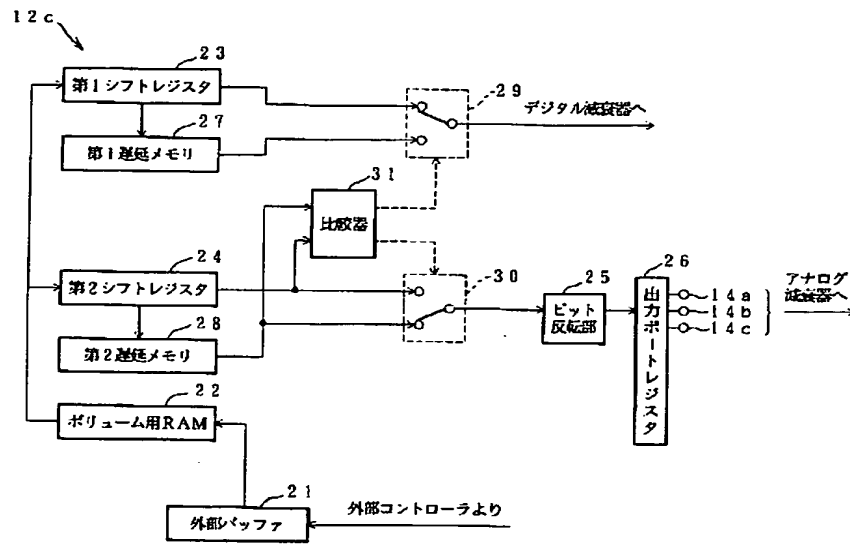 12c
23
第1シフトレジスタ
27
第1遅延メモリ
29
デジタル減衰器へ
31
比較器
24
第2シフトレジスタ
28
第2遅延メモリ
30
25
ビット
反転部
26
出力ポートレジスタ
14a
14b
14c
アナログ
減衰器へ
22
ボリューム用RAM
21
外部バッファ
外部コントローラより